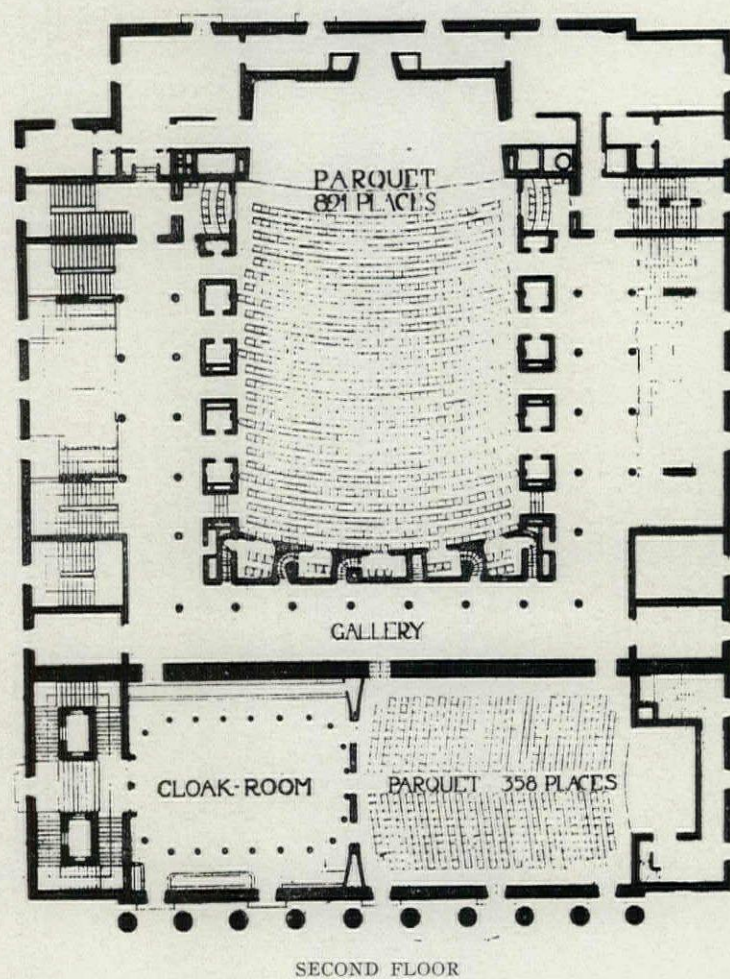 PARQUET
891 PLACES
GALLERY
CLOAK-ROOM
PARQUET 358 PLACES
SECOND FLOOR